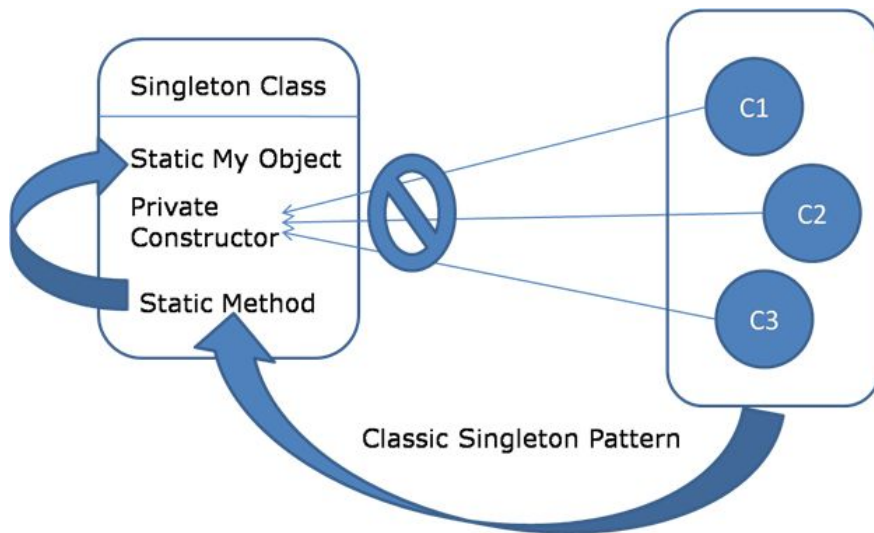 Singleton Class
Static My Object
Private
Constructor
Static Method
C1
C2
C3
Classic Singleton Pattern